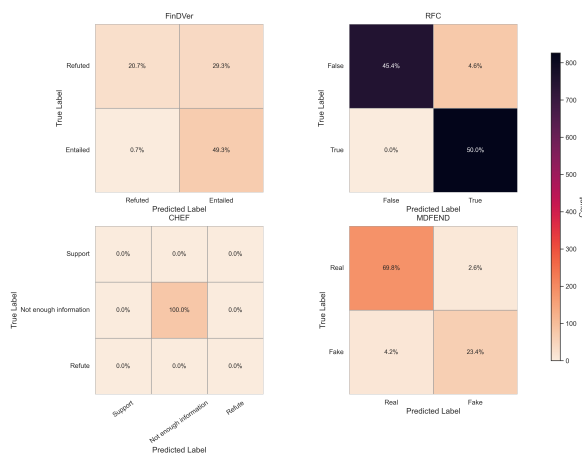 FinDVer
True Label
Refuted
20.7%
29.3%
Entailed
0.7%
49.3%
Refuted
Entailed
Predicted Label
RFC
True Label
False
45.4%
4.6%
True
0.0%
50.0%
False
True
Predicted Label
CHEF
True Label
Support
0.0%
0.0%
0.0%
Not enough information
0.0%
100.0%
0.0%
Refute
0.0%
0.0%
0.0%
Support
Not enough information
Refute
Predicted Label
MDFEND
True Label
Real
69.8%
2.6%
Fake
4.2%
23.4%
Real
Fake
Predicted Label
800
700
600
500
400
300
200
100
0
Count